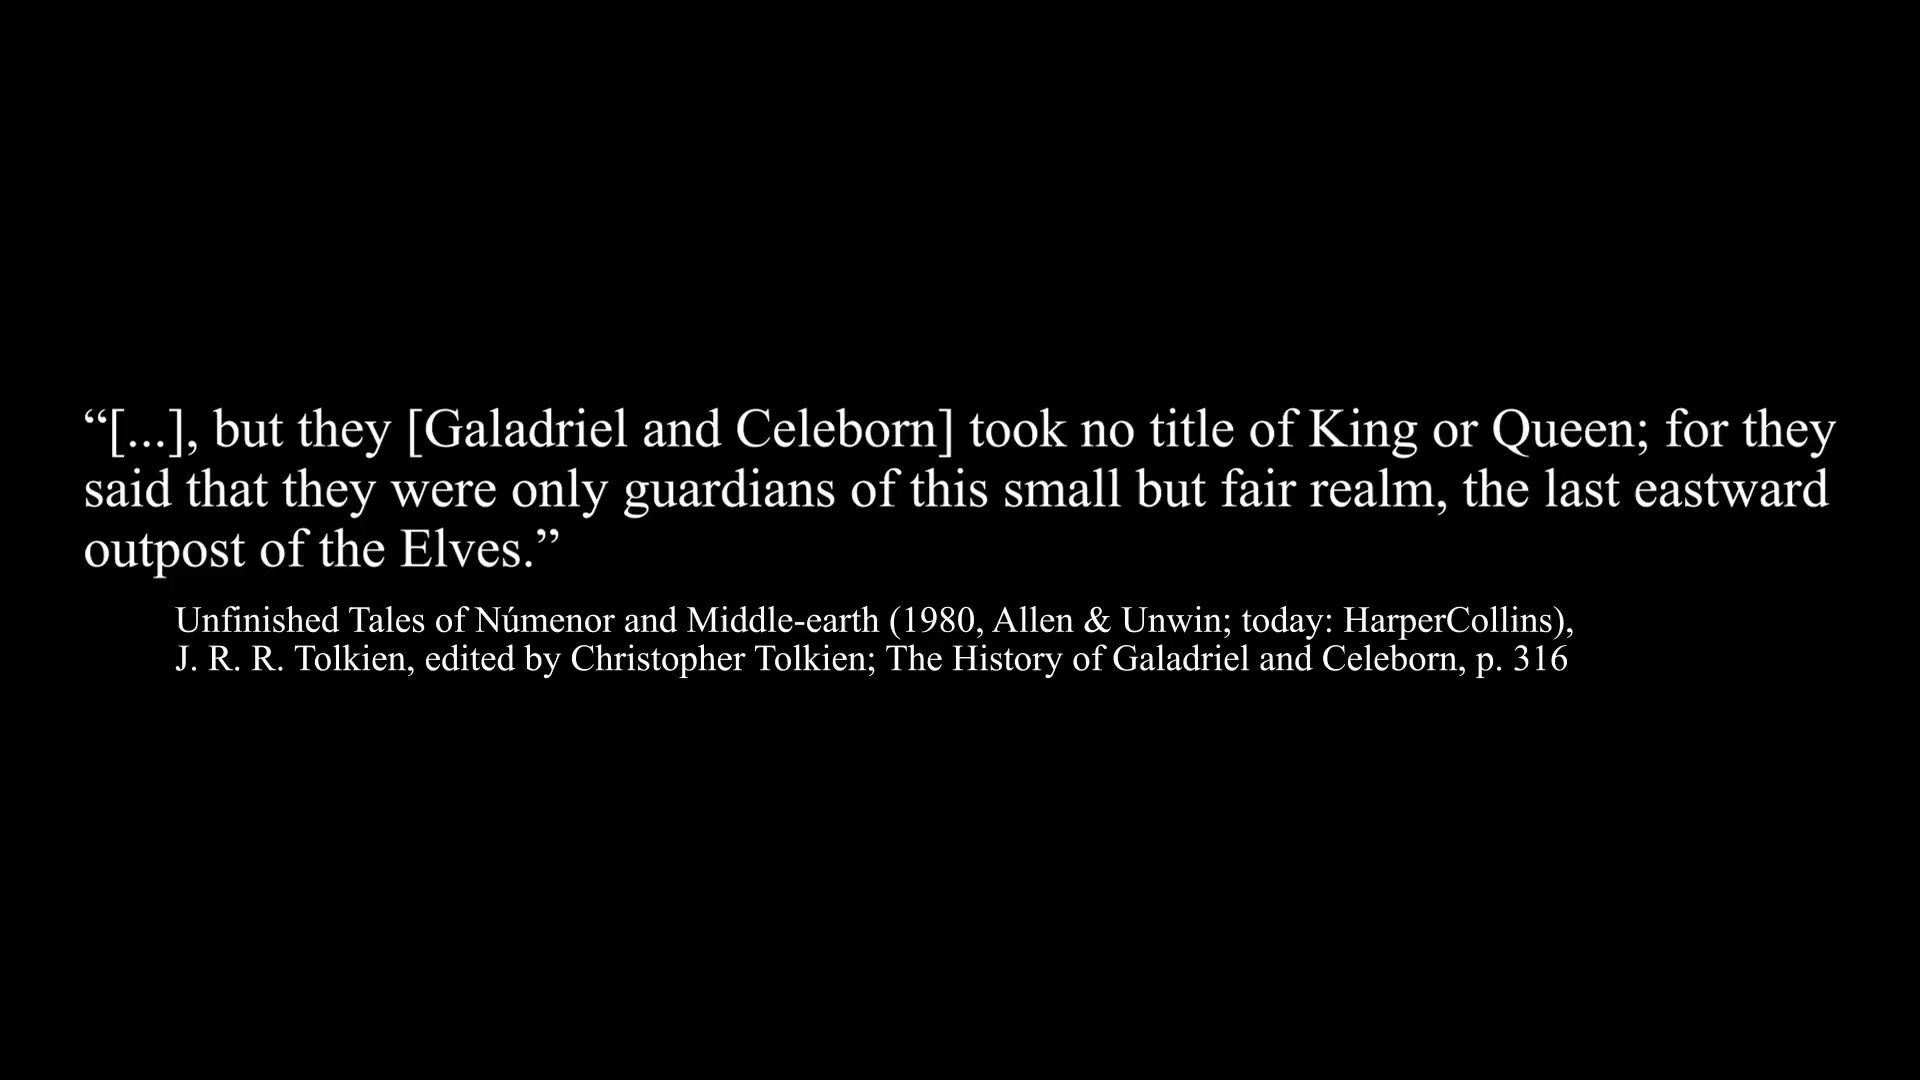 “[...], but they [Galadriel and Celeborn] took no title of King or Queen; for they
said that they were only guardians of this small but fair realm, the last eastward
outpost of the Elves.”
Unfinished Tales of Númenor and Middle-earth (1980, Allen & Unwin; today: HarperCollins),
J. R. R. Tolkien, edited by Christopher Tolkien; The History of Galadriel and Celeborn, p. 316